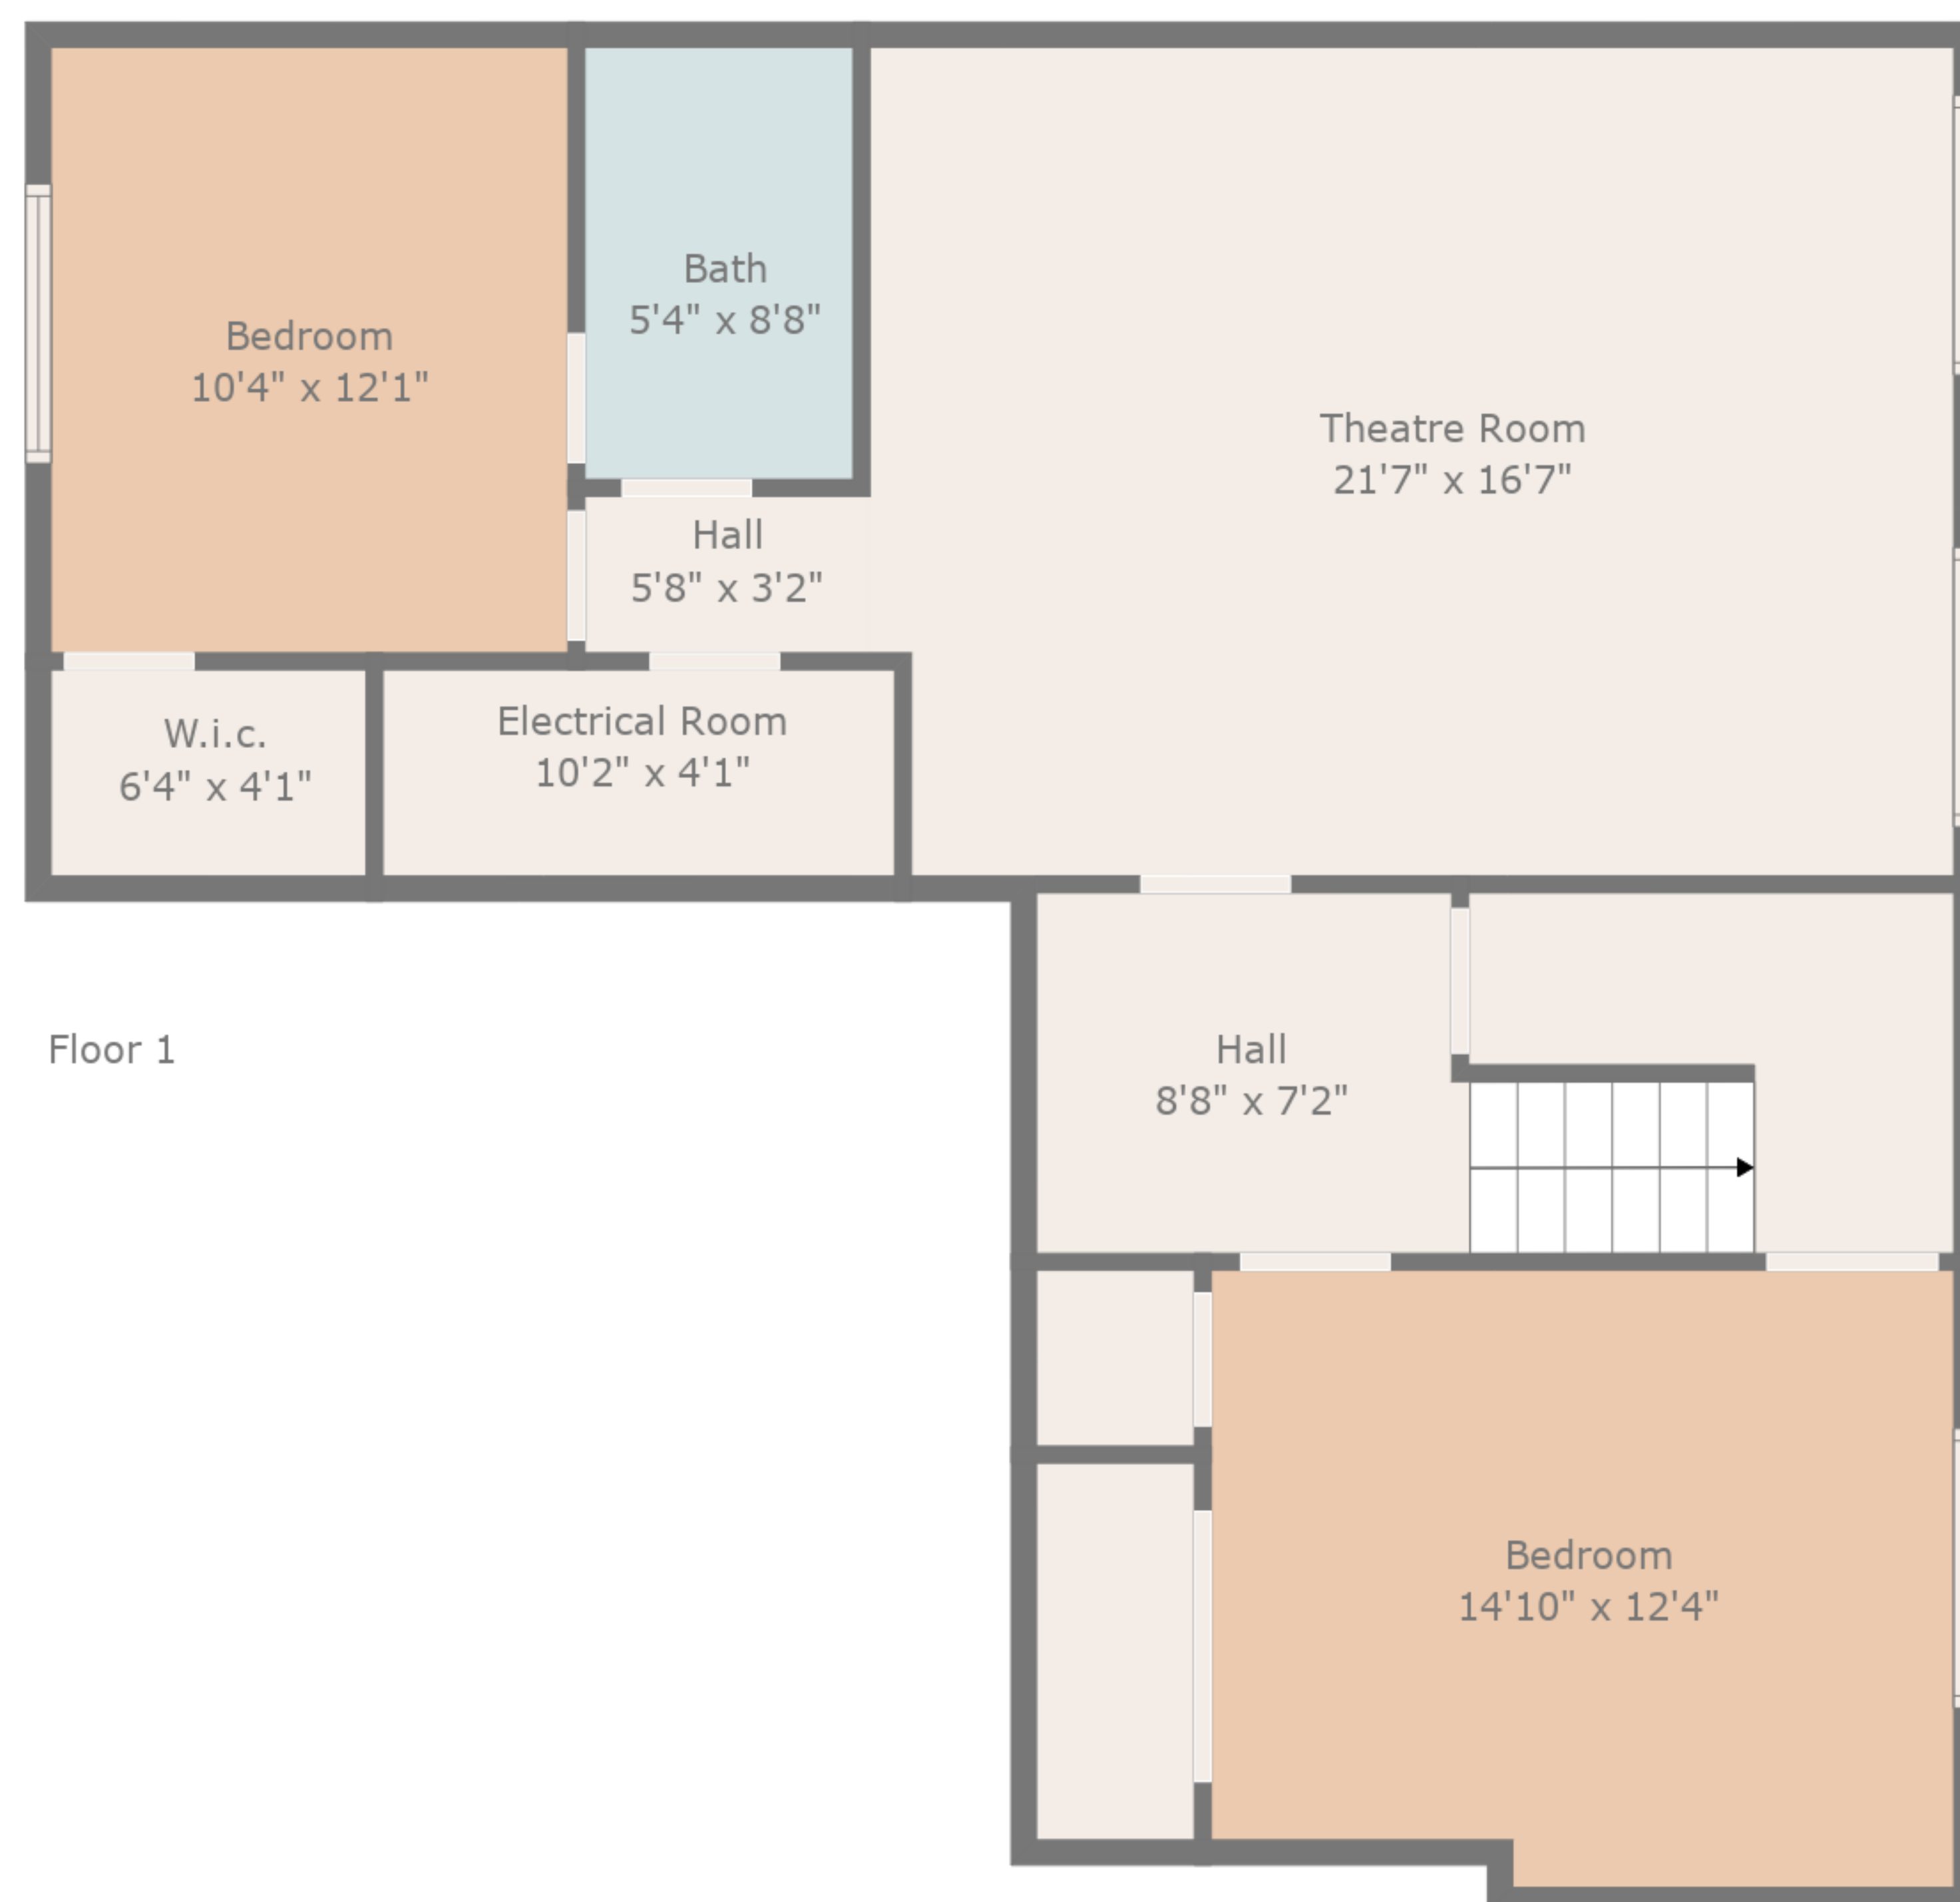 Bedroom
10'4" x 12'1"
Bath
5'4" x 8'8"
Hall
5'8" x 3'2"
Theatre Room
21'7" x 16'7"
W.i.c.
6'4" x 4'1"
Electrical Room
10'2" x 4'1"
Floor 1
Hall
8'8" x 7'2"
Bedroom
14'10" x 12'4"